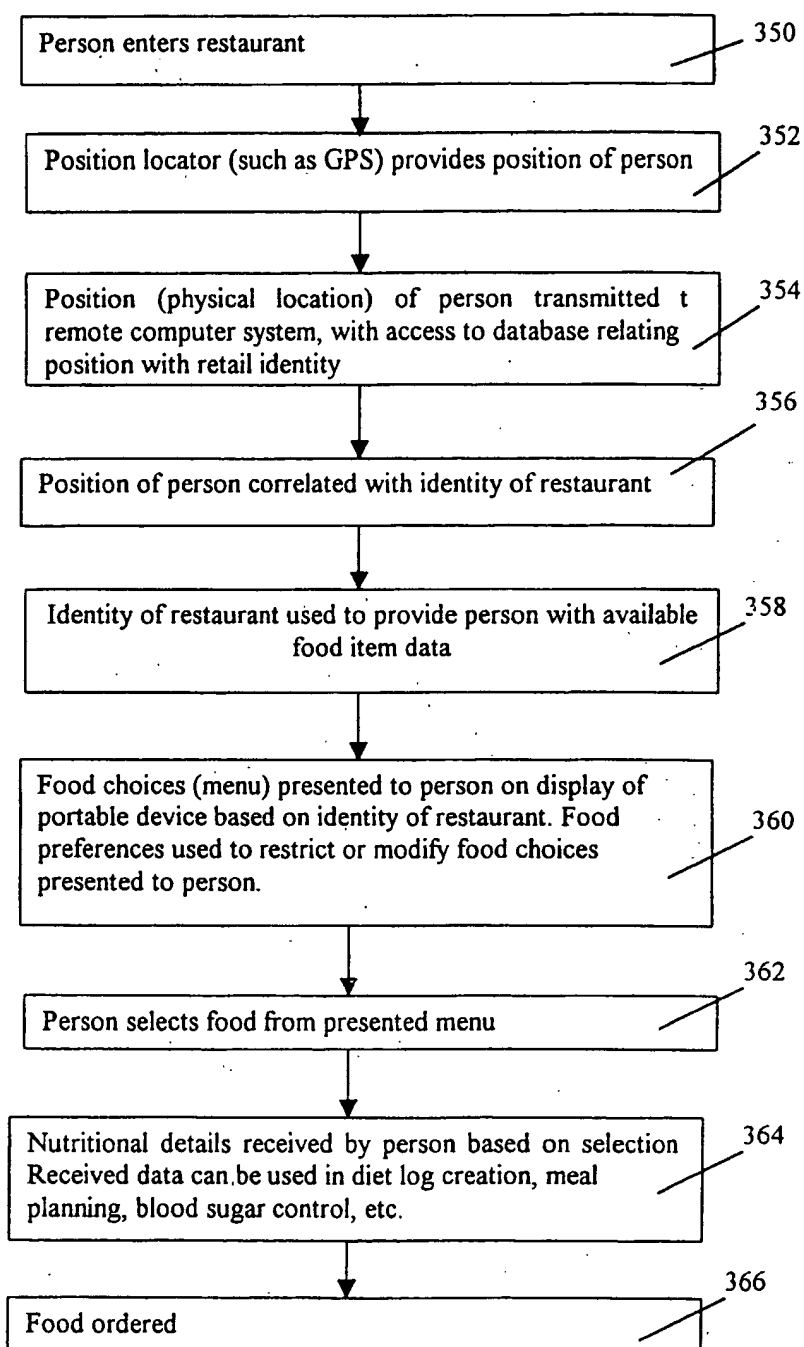 Person enters restaurant
350
Position locator (such as GPS) provides position of person
352
Position (physical location) of person transmitted t
remote computer system, with access to database relating
position with retail identity
354
356
Position of person correlated with identity of restaurant
Identity of restaurant used to provide person with available
food item data
358
Food choices (menu) presented to person on display of
portable device based on identity of restaurant. Food
preferences used to restrict or modify food choices
presented to person.
360
362
Person selects food from presented menu
Nutritional details received by person based on selection
Received data can be used in diet log creation, meal
planning, blood sugar control, etc.
364
366
Food ordered